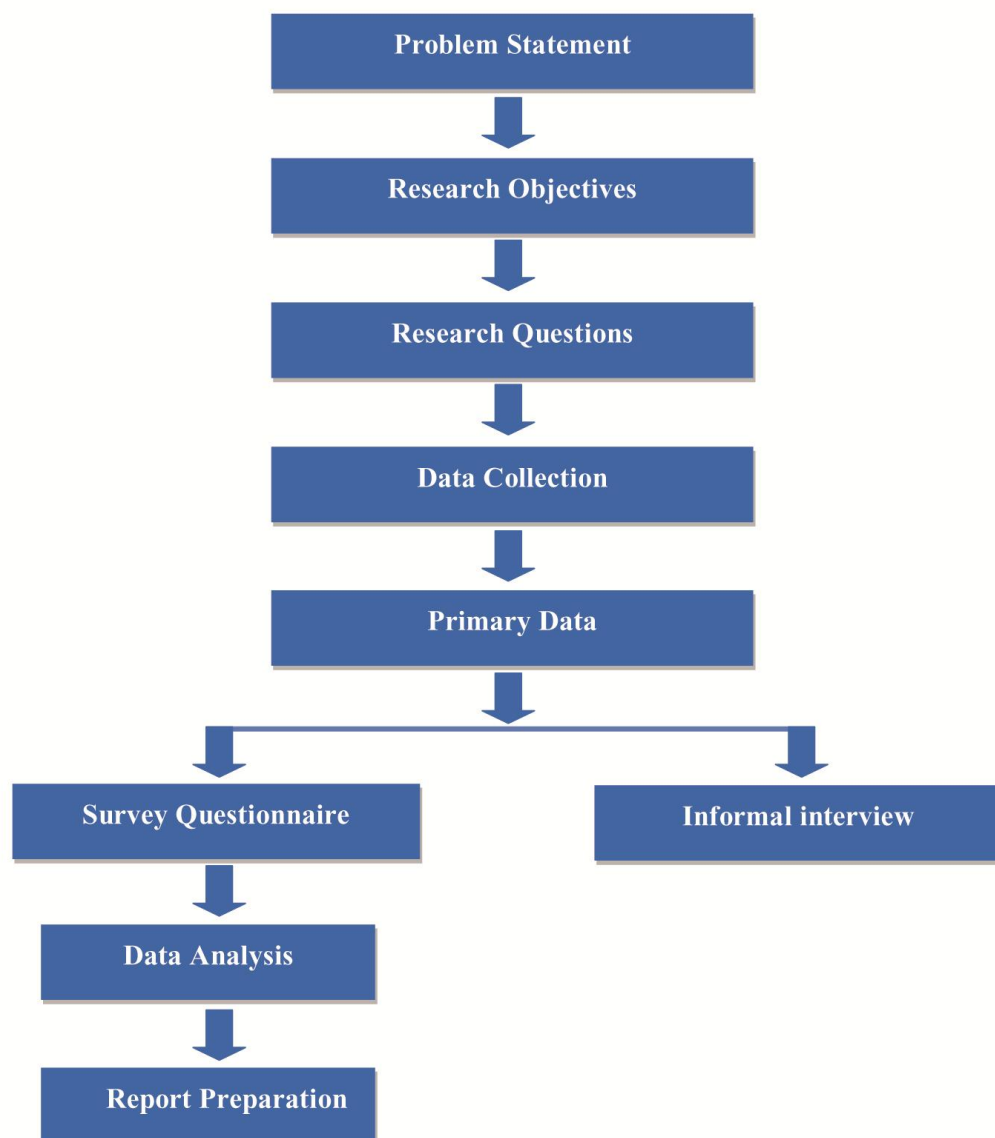 Problem Statement
Research Objectives
Research Questions
Data Collection
Primary Data
Survey Questionnaire
Informal interview
Data Analysis
Report Preparation